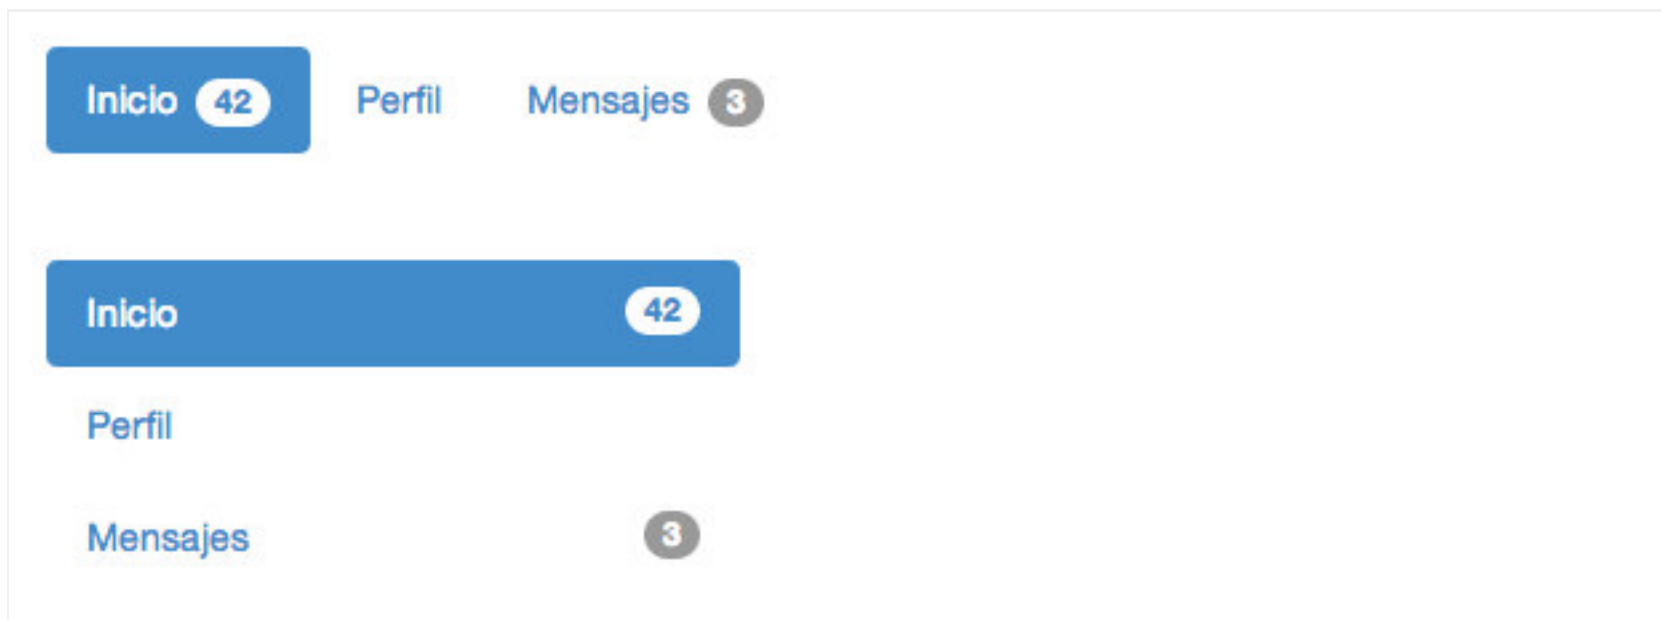 Inicio 42 Perfil Mensajes 3
Inicio 42
Perfil
Mensajes 3